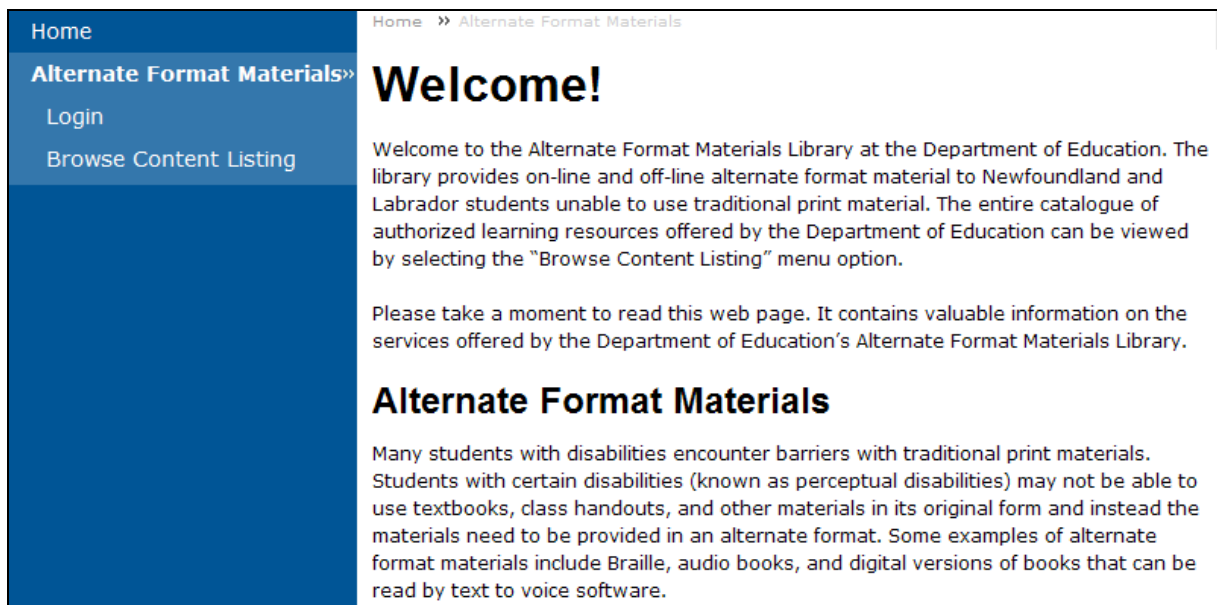 Home
Alternate Format Materials»
Login
Browse Content Listing
Home » Alternate Format Materials
Welcome!
Welcome to the Alternate Format Materials Library at the Department of Education. The
library provides on-line and off-line alternate format material to Newfoundland and
Labrador students unable to use traditional print material. The entire catalogue of
authorized learning resources offered by the Department of Education can be viewed
by selecting the “Browse Content Listing” menu option.
Please take a moment to read this web page. It contains valuable information on the
services offered by the Department of Education’s Alternate Format Materials Library.
Alternate Format Materials
Many students with disabilities encounter barriers with traditional print materials.
Students with certain disabilities (known as perceptual disabilities) may not be able to
use textbooks, class handouts, and other materials in its original form and instead the
materials need to be provided in an alternate format. Some examples of alternate
format materials include Braille, audio books, and digital versions of books that can be
read by text to voice software.